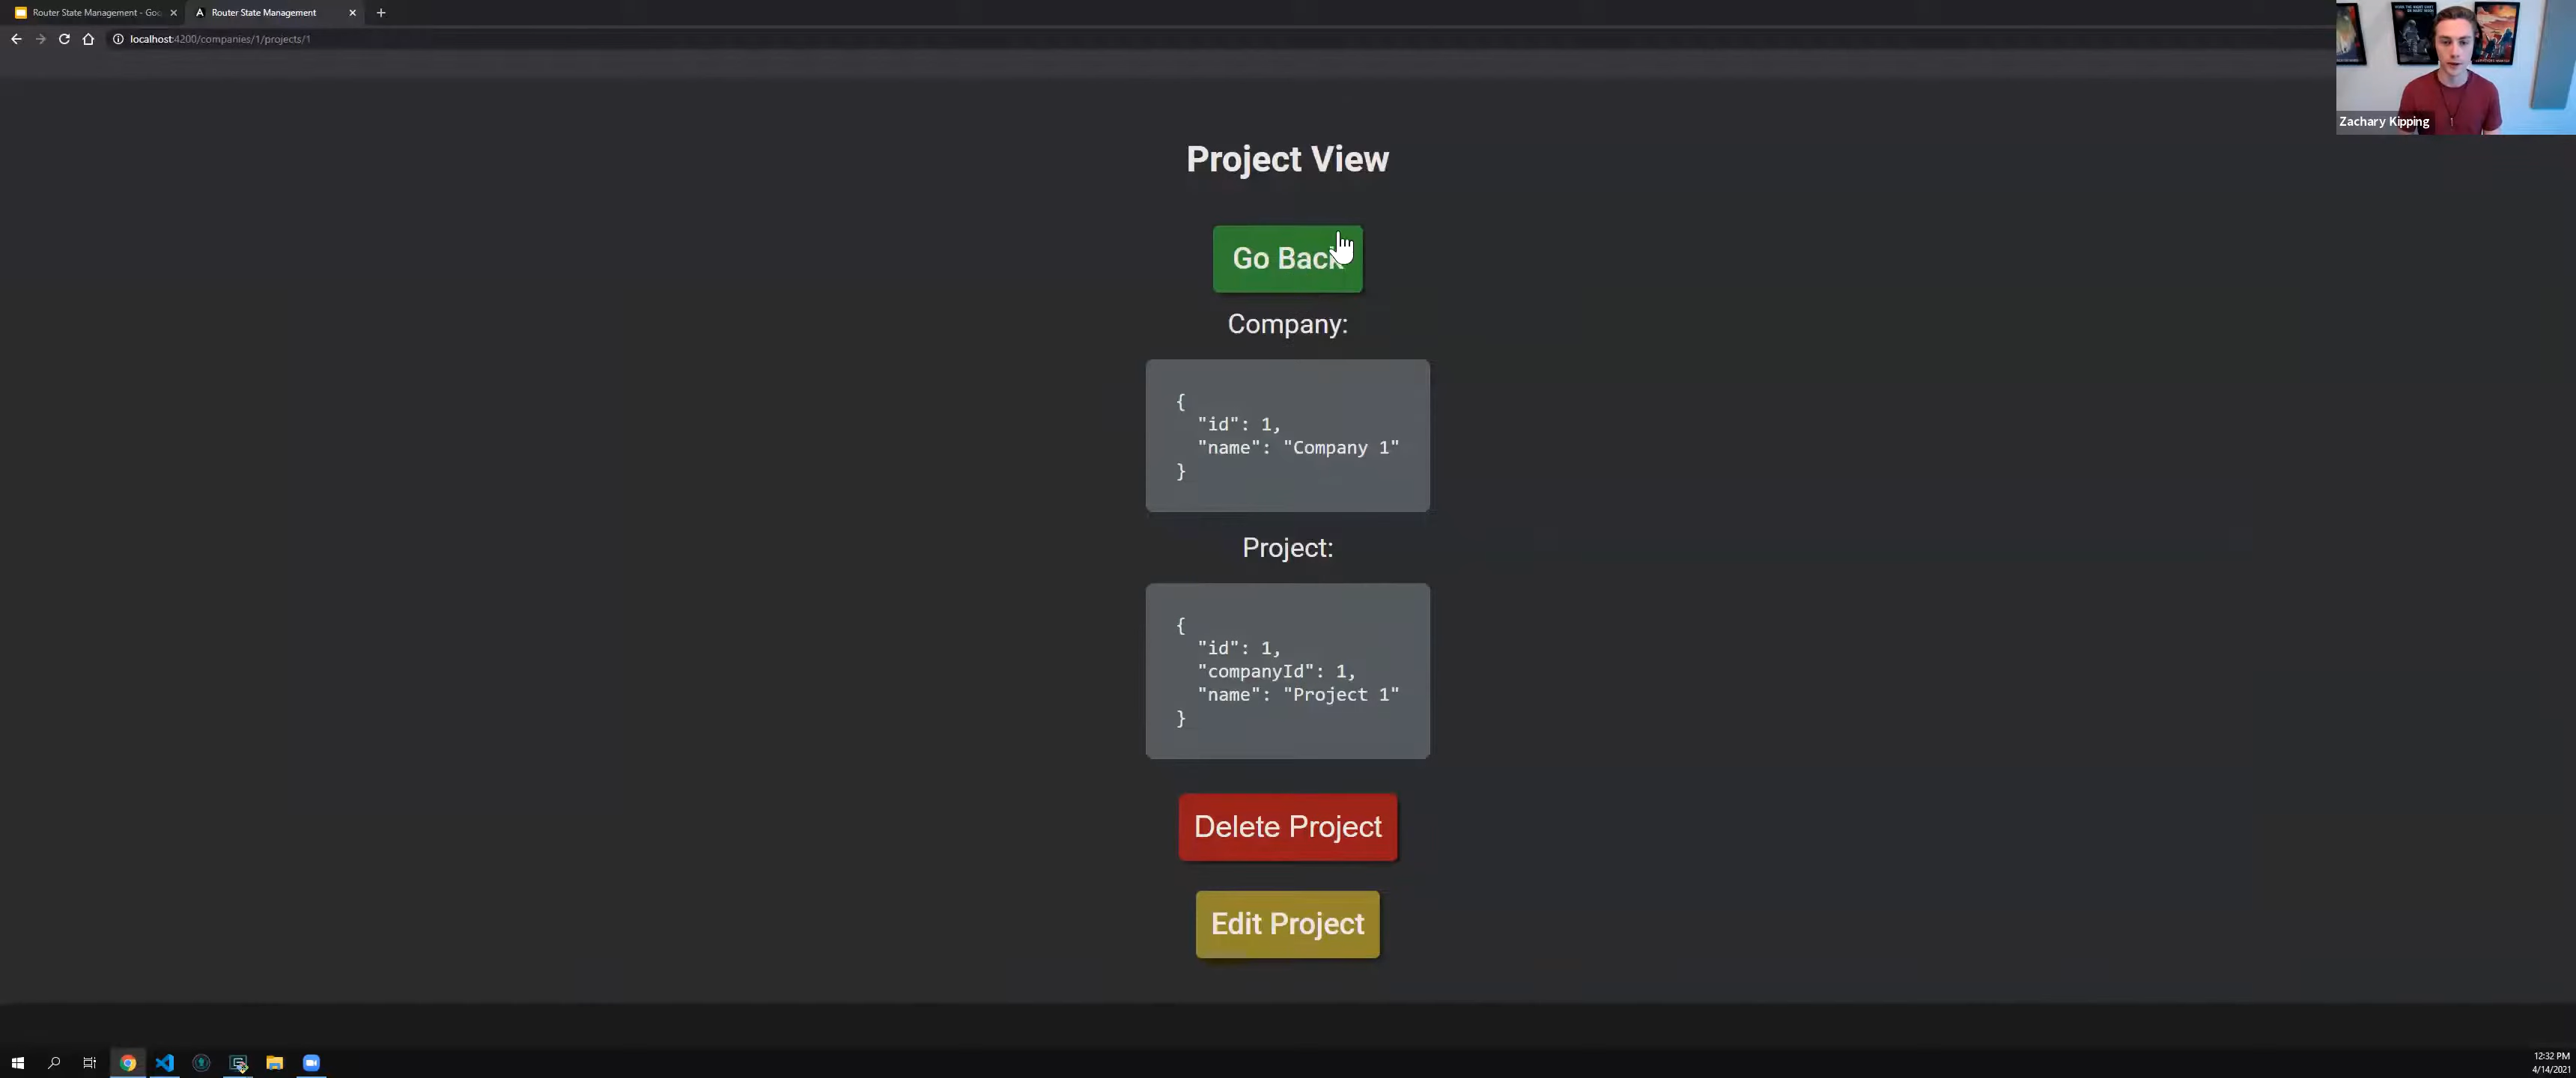 Router State Management - Goo
Router State Management
localhost:4200/companies/1/projects/1
Zachary Kipping
Project View
Go Back
Company:
{
"id": 1,
"name": "Company 1"
}
Project:
{
"id": 1,
"companyId": 1,
"name": "Project 1"
}
Delete Project
Edit Project
12:32 PM
4/14/2021